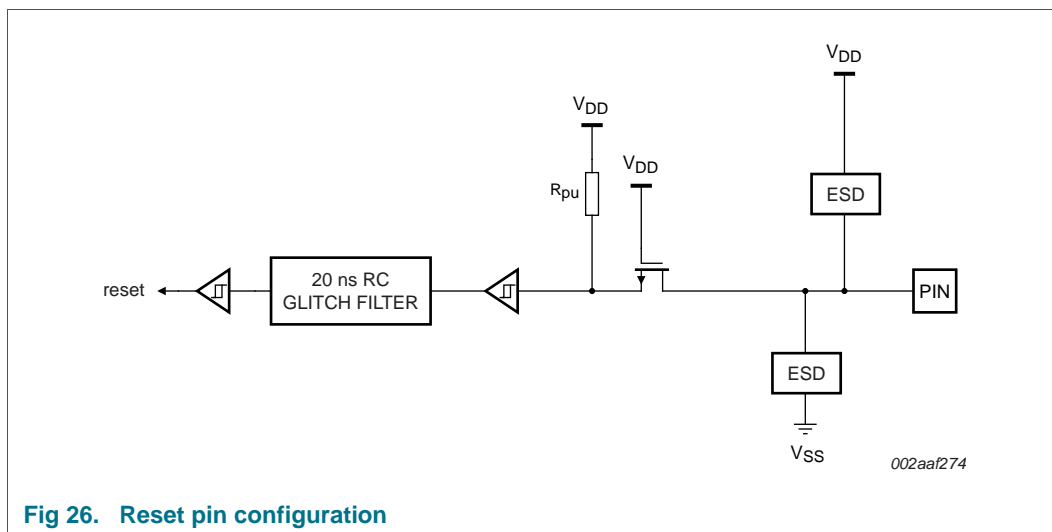 VDD
VDD
VDD
Rpu
ESD
reset
20 ns RC
GLITCH FILTER
PIN
ESD
VSS
002aaf274
Fig 26. Reset pin configuration